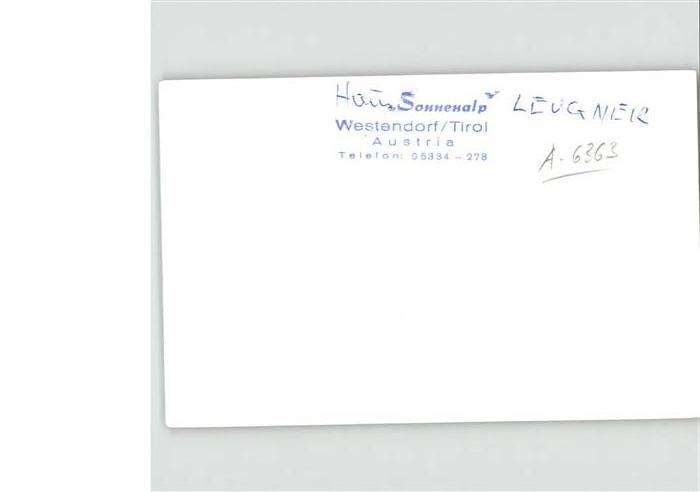 Haus „Sonnenalp" LEUGNER
Westendorf/Tirol
Austria
Telefon: 05334-278
A-6363